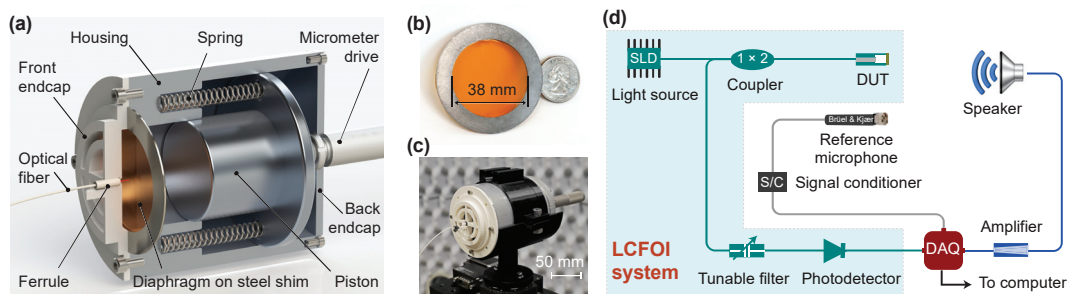 (a)
Housing
Spring
Micrometer
drive
Front
endcap
Optical
fiber
Ferrule
Diaphragm on steel shim
Piston
Back
endcap
(b)
38 mm
(c)
50 mm
(d)
SLD
Light source
1 × 2
Coupler
DUT
Speaker
Brüel & Kjær
Reference
microphone
S/C
Signal conditioner
LCFOI
system
Tunable filter
Photodetector
DAQ
Amplifier
To computer